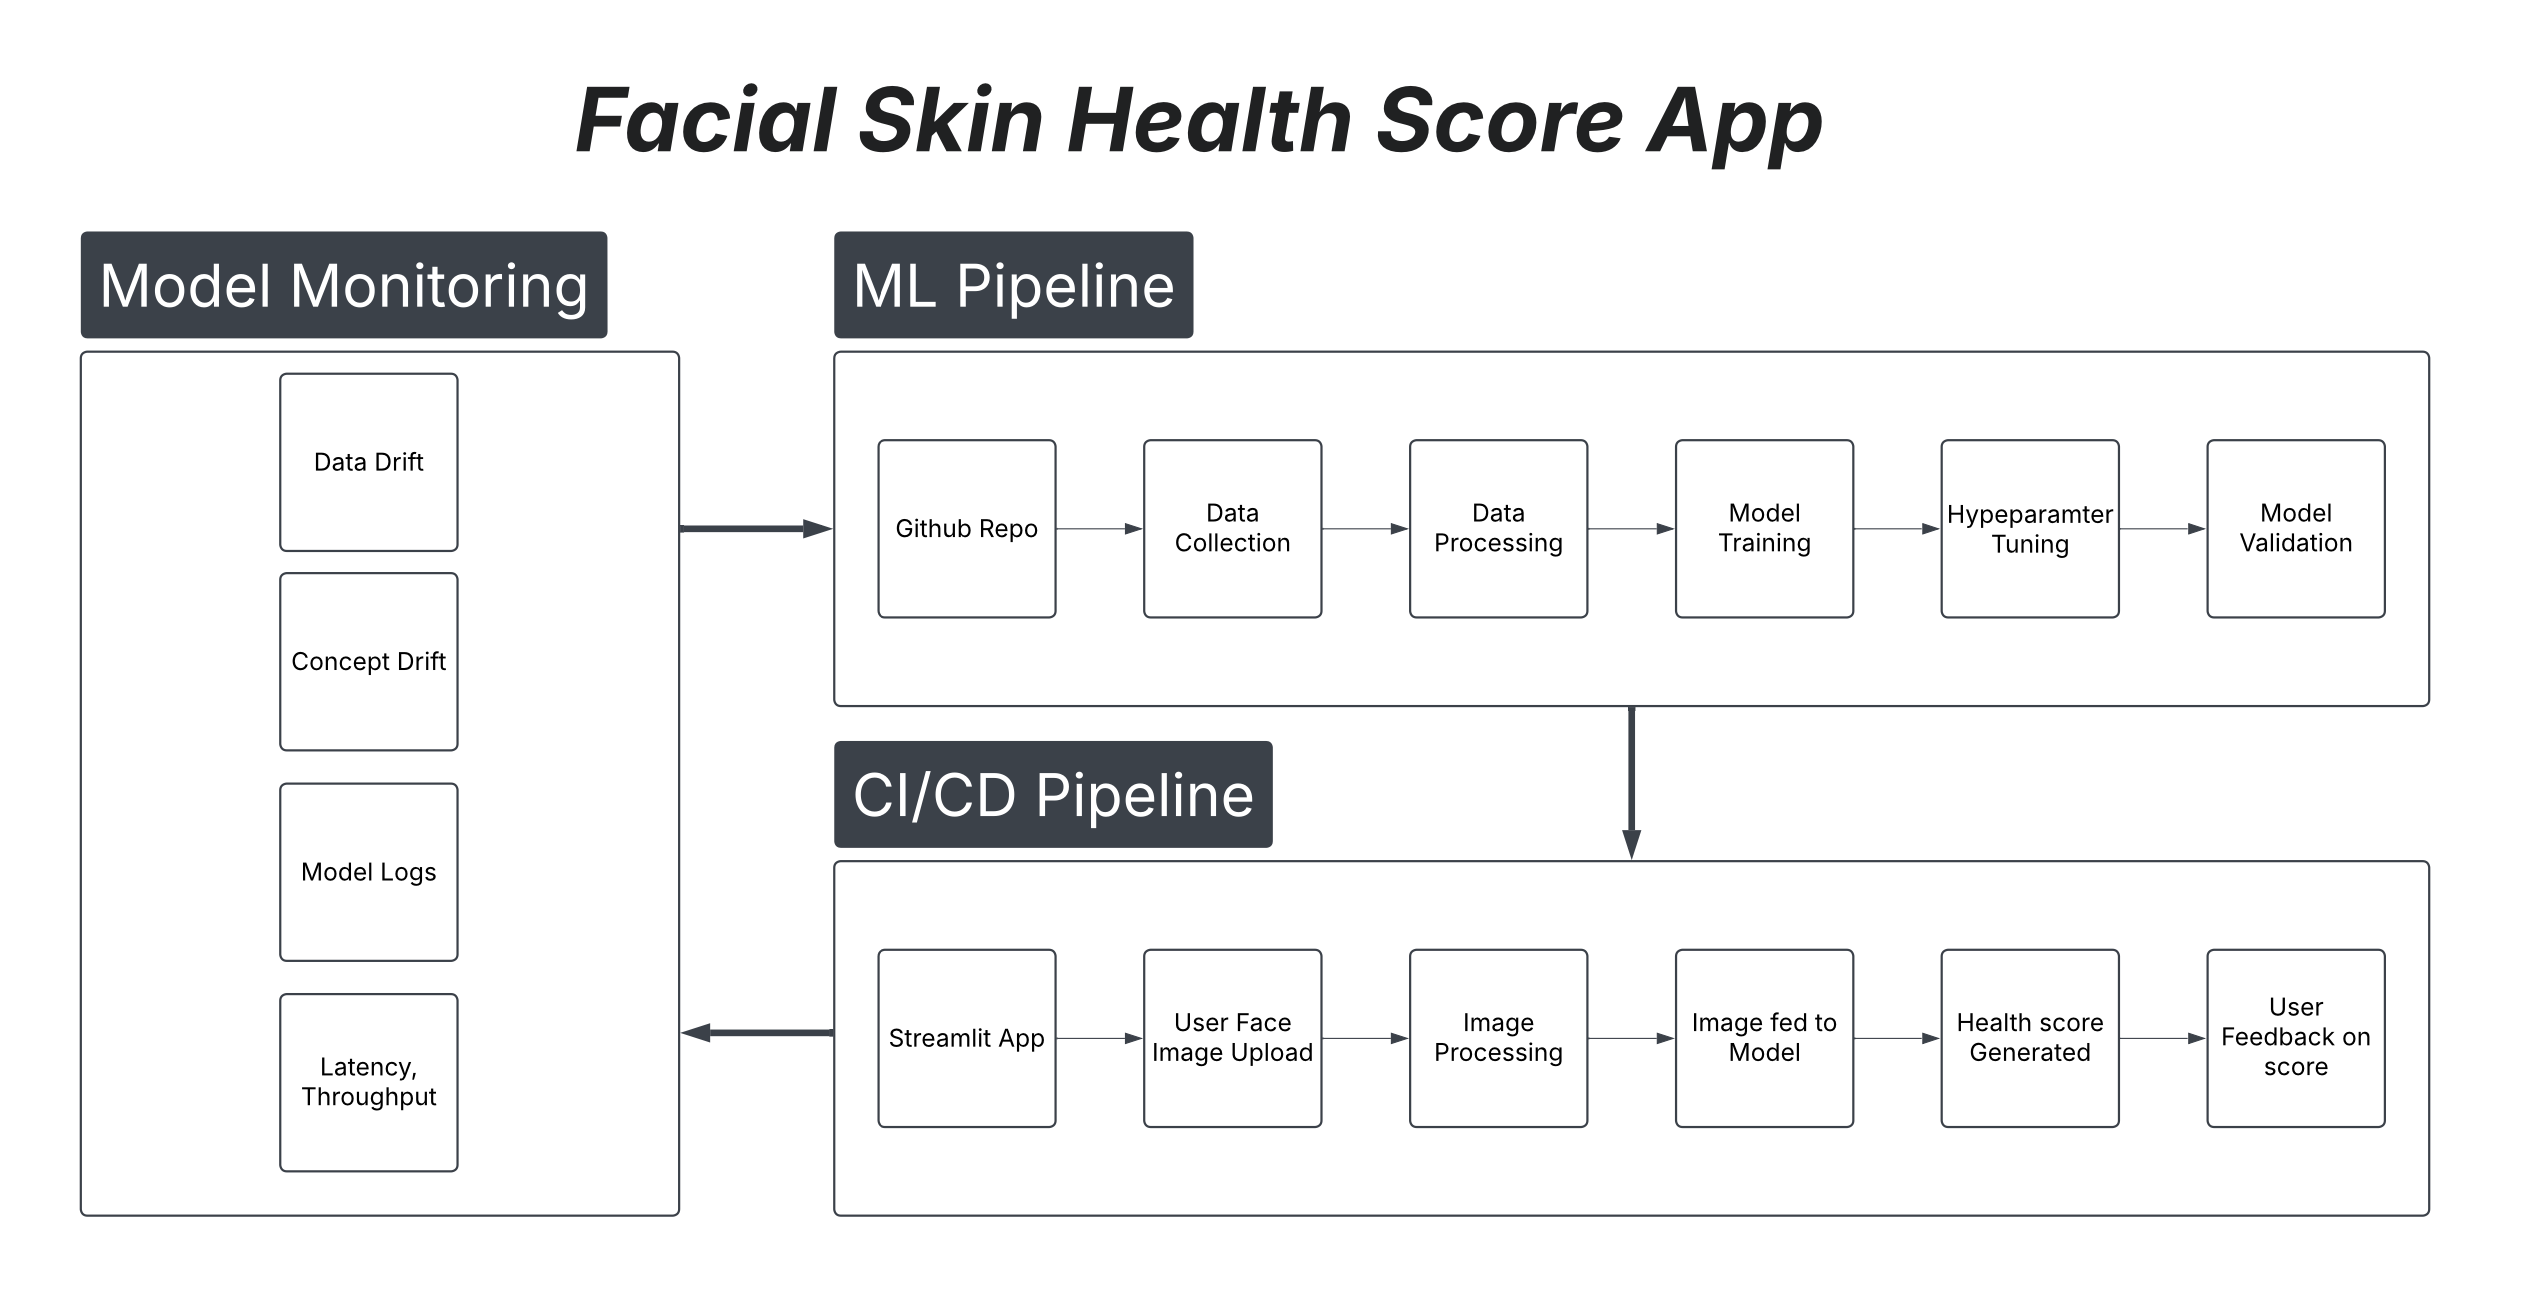 Facial Skin Health Score App
Model Monitoring
Data Drift
Concept Drift
Model Logs
Latency,
Throughput
ML Pipeline
Github Repo
Data
Collection
Data
Processing
Model
Training
Hypeparamter
Tuning
Model
Validation
CI/CD Pipeline
Streamlit App
User Face
Image Upload
Image
Processing
Image fed to
Model
Health score
Generated
User
Feedback on
score